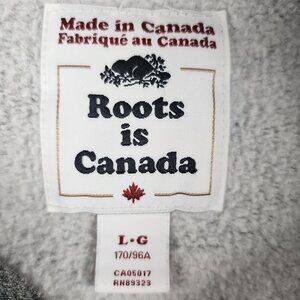 Made in Canada
Fabriqué au Canada
Roots
is
Canada
L•G
170/96A
CA05017
RN89323